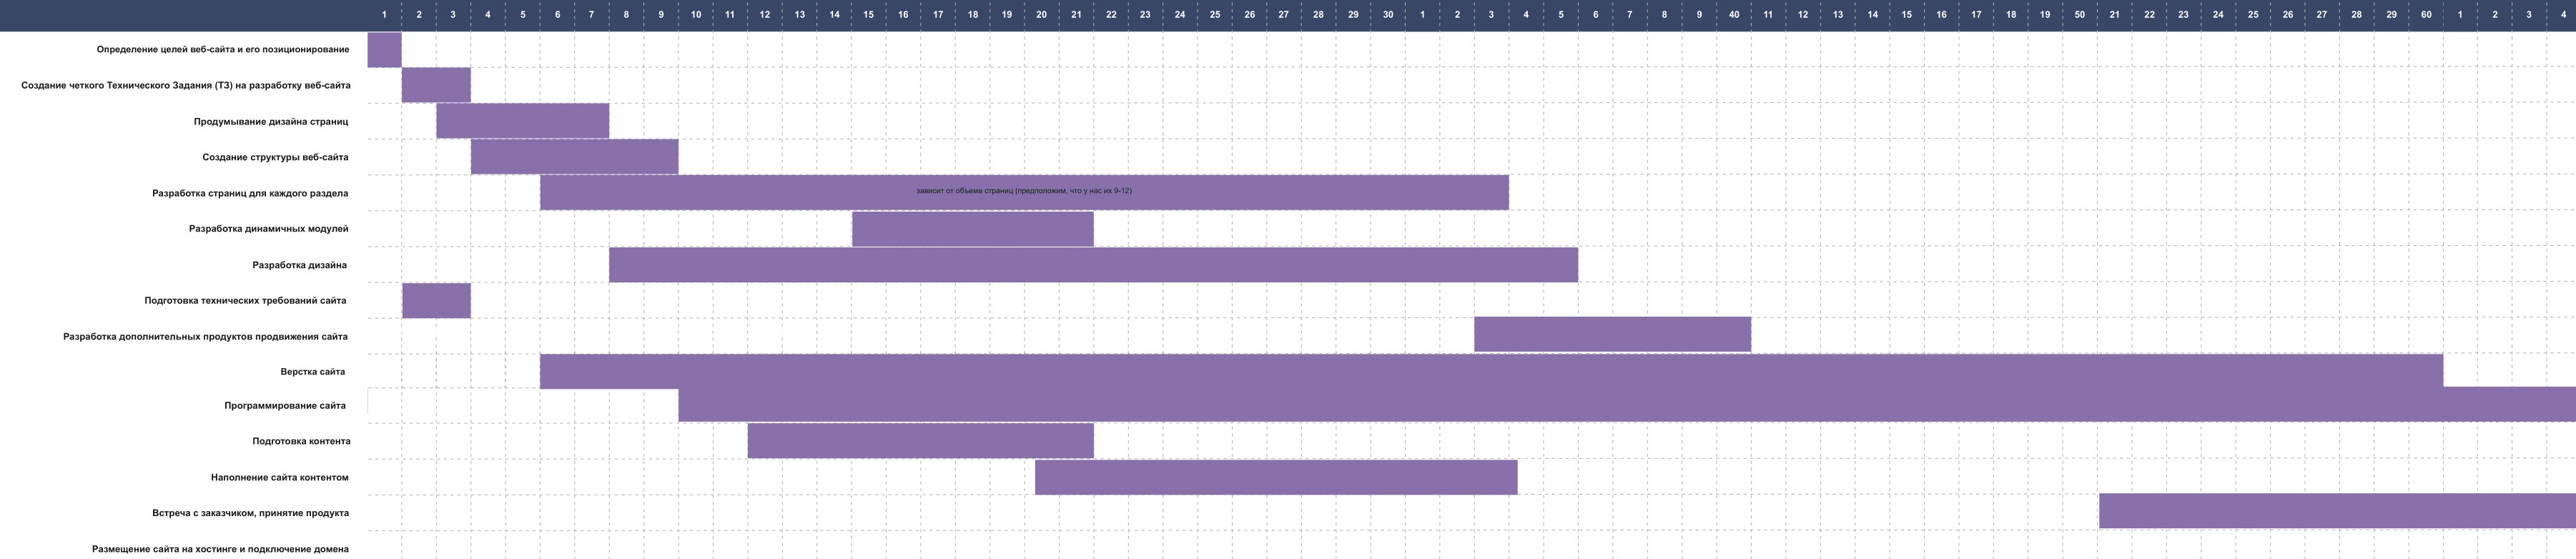 1 2 3 4 5 6 7 8 9 10 11 12 13 14 15 16 17 18 19 20 21 22 23 24 25 26 27 28 29 30 1 2 3 4 5 6 7 8 9 40 11 12 13 14 15 16 17 18 19 50 21 22 23 24 25 26 27 28 29 60 1 2 3 4
Определение целей веб-сайта и его позиционирование
Создание четкого Технического Задания (ТЗ) на разработку веб-сайта
Продумывание дизайна страниц
Создание структуры веб-сайта
Разработка страниц для каждого раздела
зависит от объема страниц (предположим, что у нас их 9-12)
Разработка динамичных модулей
Разработка дизайна
Подготовка технических требований сайта
Разработка дополнительных продуктов продвижения сайта
Верстка сайта
Программирование сайта
Подготовка контента
Наполнение сайта контентом
Встреча с заказчиком, принятие продукта
Размещение сайта на хостинге и подключение домена